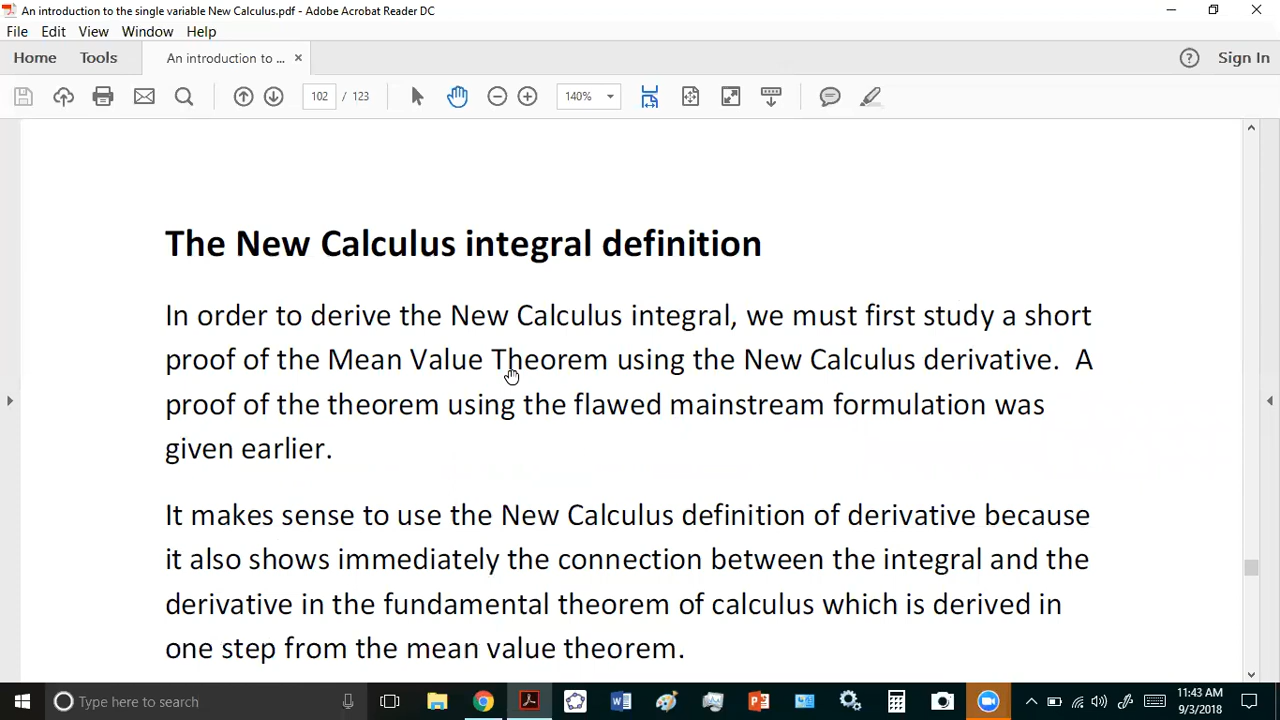 An introduction to the single variable New Calculus.pdf - Adobe Acrobat Reader DC
File Edit View Window Help
Home Tools An introduction to ... × Sign In
102 / 123 140%
The New Calculus integral definition
In order to derive the New Calculus integral, we must first study a short
proof of the Mean Value Theorem using the New Calculus derivative. A
proof of the theorem using the flawed mainstream formulation was
given earlier.
It makes sense to use the New Calculus definition of derivative because
it also shows immediately the connection between the integral and the
derivative in the fundamental theorem of calculus which is derived in
one step from the mean value theorem.
Type here to search
11:43 AM
9/3/2018